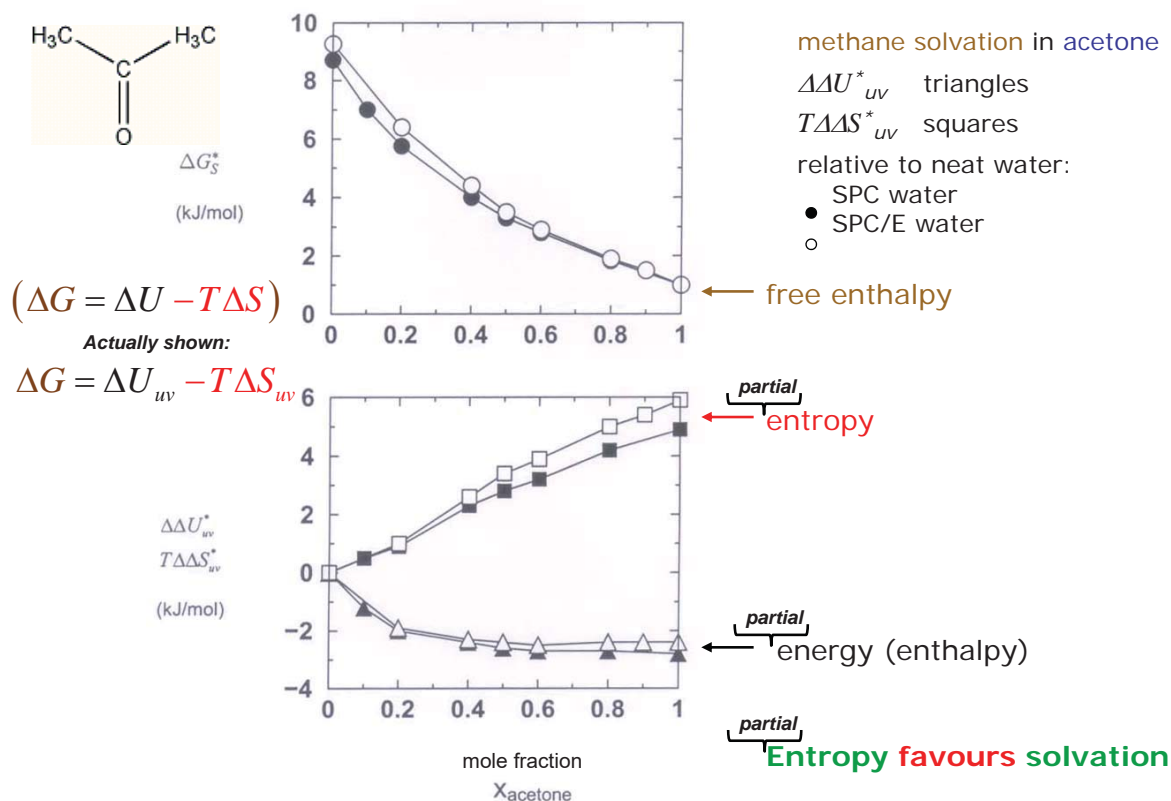 H₃C H₃C
C
O
10
8
6
4
2
0
ΔG*S
(kJ/mol)
0 0.2 0.4 0.6 0.8 1
methane solvation in acetone
ΔΔU*uv triangles
TΔΔS*uv squares
relative to neat water:
SPC water
● SPC/E water
○
free enthalpy
(ΔG = ΔU − TΔS)
Actually shown:
ΔG = ΔUuv − TΔSuv
6
4
2
0
−2
−4
ΔΔU*uv
TΔΔS*uv
(kJ/mol)
0 0.2 0.4 0.6 0.8 1
mole fraction
Xacetone
partial
entropy
partial
energy (enthalpy)
partial
Entropy favours solvation